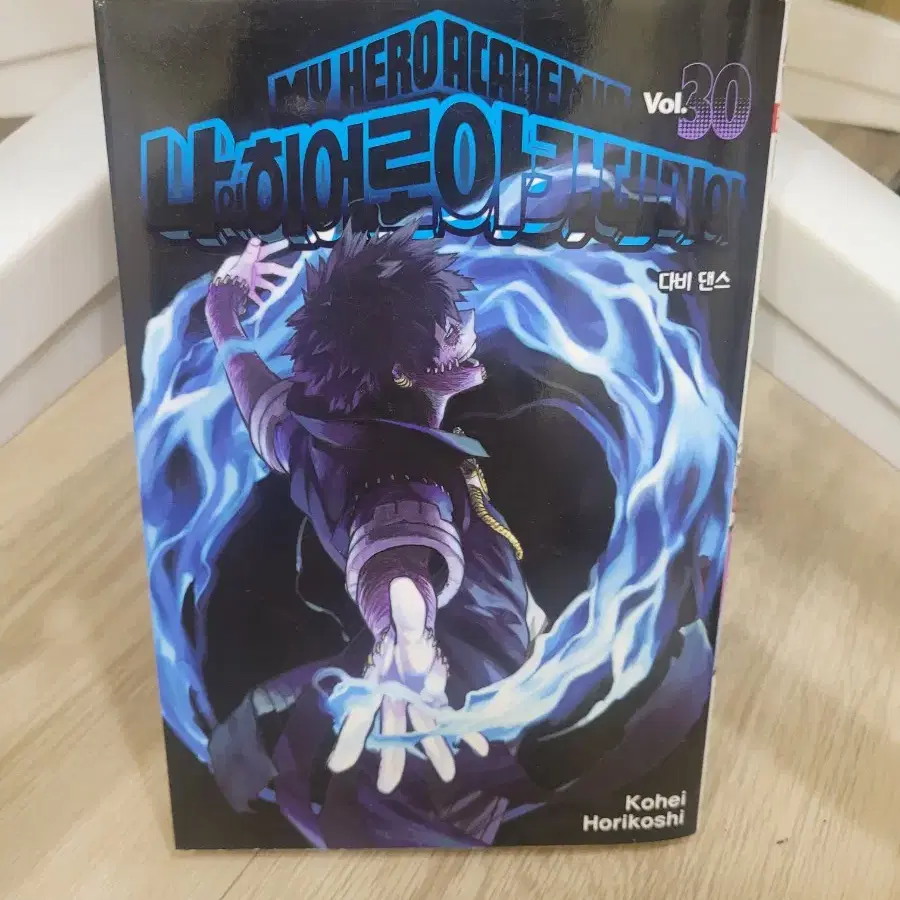 MY HERO ACADEMIA
Vol.30
나의 히어로 아카데미아
다비 댄스
Kohei
Horikoshi